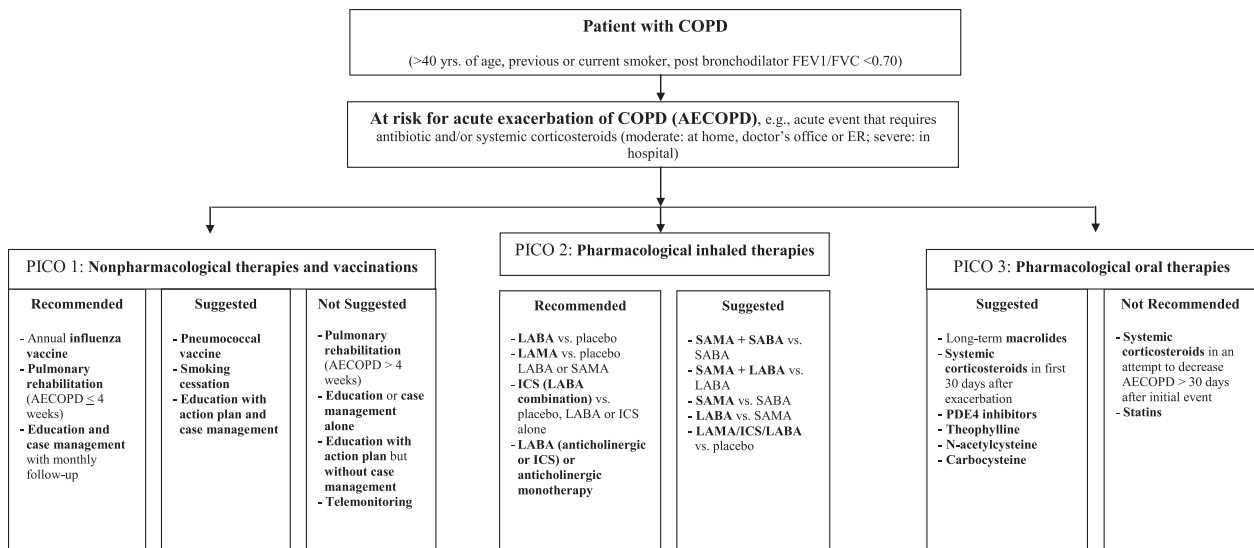 Patient with COPD
(>40 yrs. of age, previous or current smoker, post bronchodilator FEV1/FVC <0.70)
At risk for acute exacerbation of COPD (AECOPD), e.g., acute event that requires
antibiotic and/or systemic corticosteroids (moderate: at home, doctor's office or ER; severe: in
hospital)
PICO 1: Nonpharmacological therapies and vaccinations
Recommended
- Annual influenza
vaccine
- Pulmonary
rehabilitation
(AECOPD ≤ 4
weeks)
- Education and
case management
with monthly
follow-up
Suggested
- Pneumococcal
vaccine
- Smoking
cessation
- Education with
action plan and
case management
Not Suggested
- Pulmonary
rehabilitation
(AECOPD > 4
weeks)
- Education or case
management
alone
- Education with
action plan but
without case
management
- Telemonitoring
PICO 2: Pharmacological inhaled therapies
Recommended
- LABA vs. placebo
- LAMA vs. placebo
LABA or SAMA
- ICS (LABA
combination) vs.
placebo, LABA or ICS
alone
- LABA (anticholinergic
or ICS) or
anticholinergic
monotherapy
Suggested
- SAMA + SABA vs.
SABA
- SAMA + LABA vs.
LABA
- SAMA vs. SABA
- LABA vs. SAMA
- LAMA/ICS/LABA
vs. placebo
PICO 3: Pharmacological oral therapies
Suggested
- Long-term macrolides
- Systemic
corticosteroids in first
30 days after
exacerbation
- PDE4 inhibitors
- Theophylline
- N-acetylcysteine
- Carbocysteine
Not Recommended
- Systemic
corticosteroids in an
attempt to decrease
AECOPD > 30 days
after initial event
- Statins